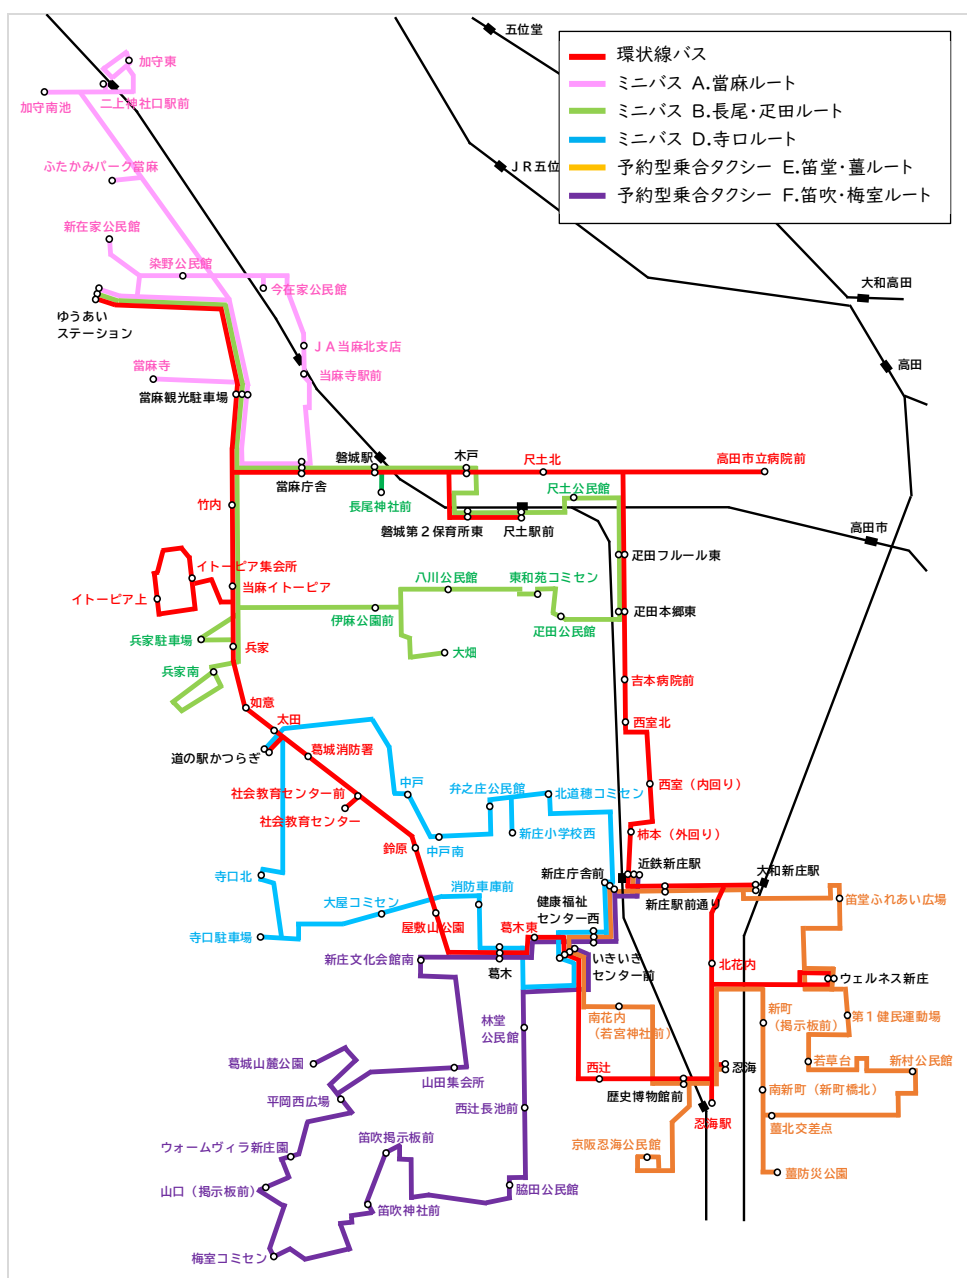 五位堂
環状線バス
ミニバス A.當麻ルート
ミニバス B.長尾・疋田ルート
ミニバス D.寺口ルート
予約型乗合タクシー E.笛堂・薑ルート
予約型乗合タクシー F.笛吹・梅室ルート
加守東
二上神社口駅前
加守南池
JR五位
ふたかみパーク當麻
新在家公民館
染野公民館
今在家公民館
大和高田
ゆうあい
ステーション
JA当麻北支店
高田
當麻寺
当麻寺駅前
當麻観光駐車場
磐城駅
木戸
尺土北
高田市立病院前
當麻庁舎
長尾神社前
尺土公民館
竹内
磐城第2保育所東
尺土駅前
高田市
疋田フルール東
イトーピア集会所
イトーピア上
当麻イトーピア
八川公民館
東和苑コミセン
伊麻公園前
疋田公民館
疋田本郷東
兵家駐車場
兵家
大畑
兵家南
吉本病院前
如意
太田
西室北
道の駅かつらぎ
葛城消防署
社会教育センター前
社会教育センター
中戸
弁之庄公民館
北道穂コミセン
西室(内回り)
鈴原
中戸南
新庄小学校西
柿本(外回り)
寺口北
消防車庫前
新庄庁舎前
近鉄新庄駅
大和新庄駅
大屋コミセン
健康福祉
センター西
新庄駅前通り
笛堂ふれあい広場
寺口駐車場
屋敷山公園
葛木東
新庄文化会館南
葛木
いきいき
センター前
北花内
ウェルネス新庄
林堂
公民館
南花内
(若宮神社前)
新町
(掲示板前)
第1健民運動場
葛城山麓公園
山田集会所
西辻
忍海
若草台
新村公民館
平岡西広場
西辻長池前
歴史博物館前
南新町(新町橋北)
忍海駅
薑北交差点
ウォームヴィラ新庄園
笛吹掲示板前
京阪忍海公民館
薑防災公園
山口(掲示板前)
脇田公民館
笛吹神社前
梅室コミセン